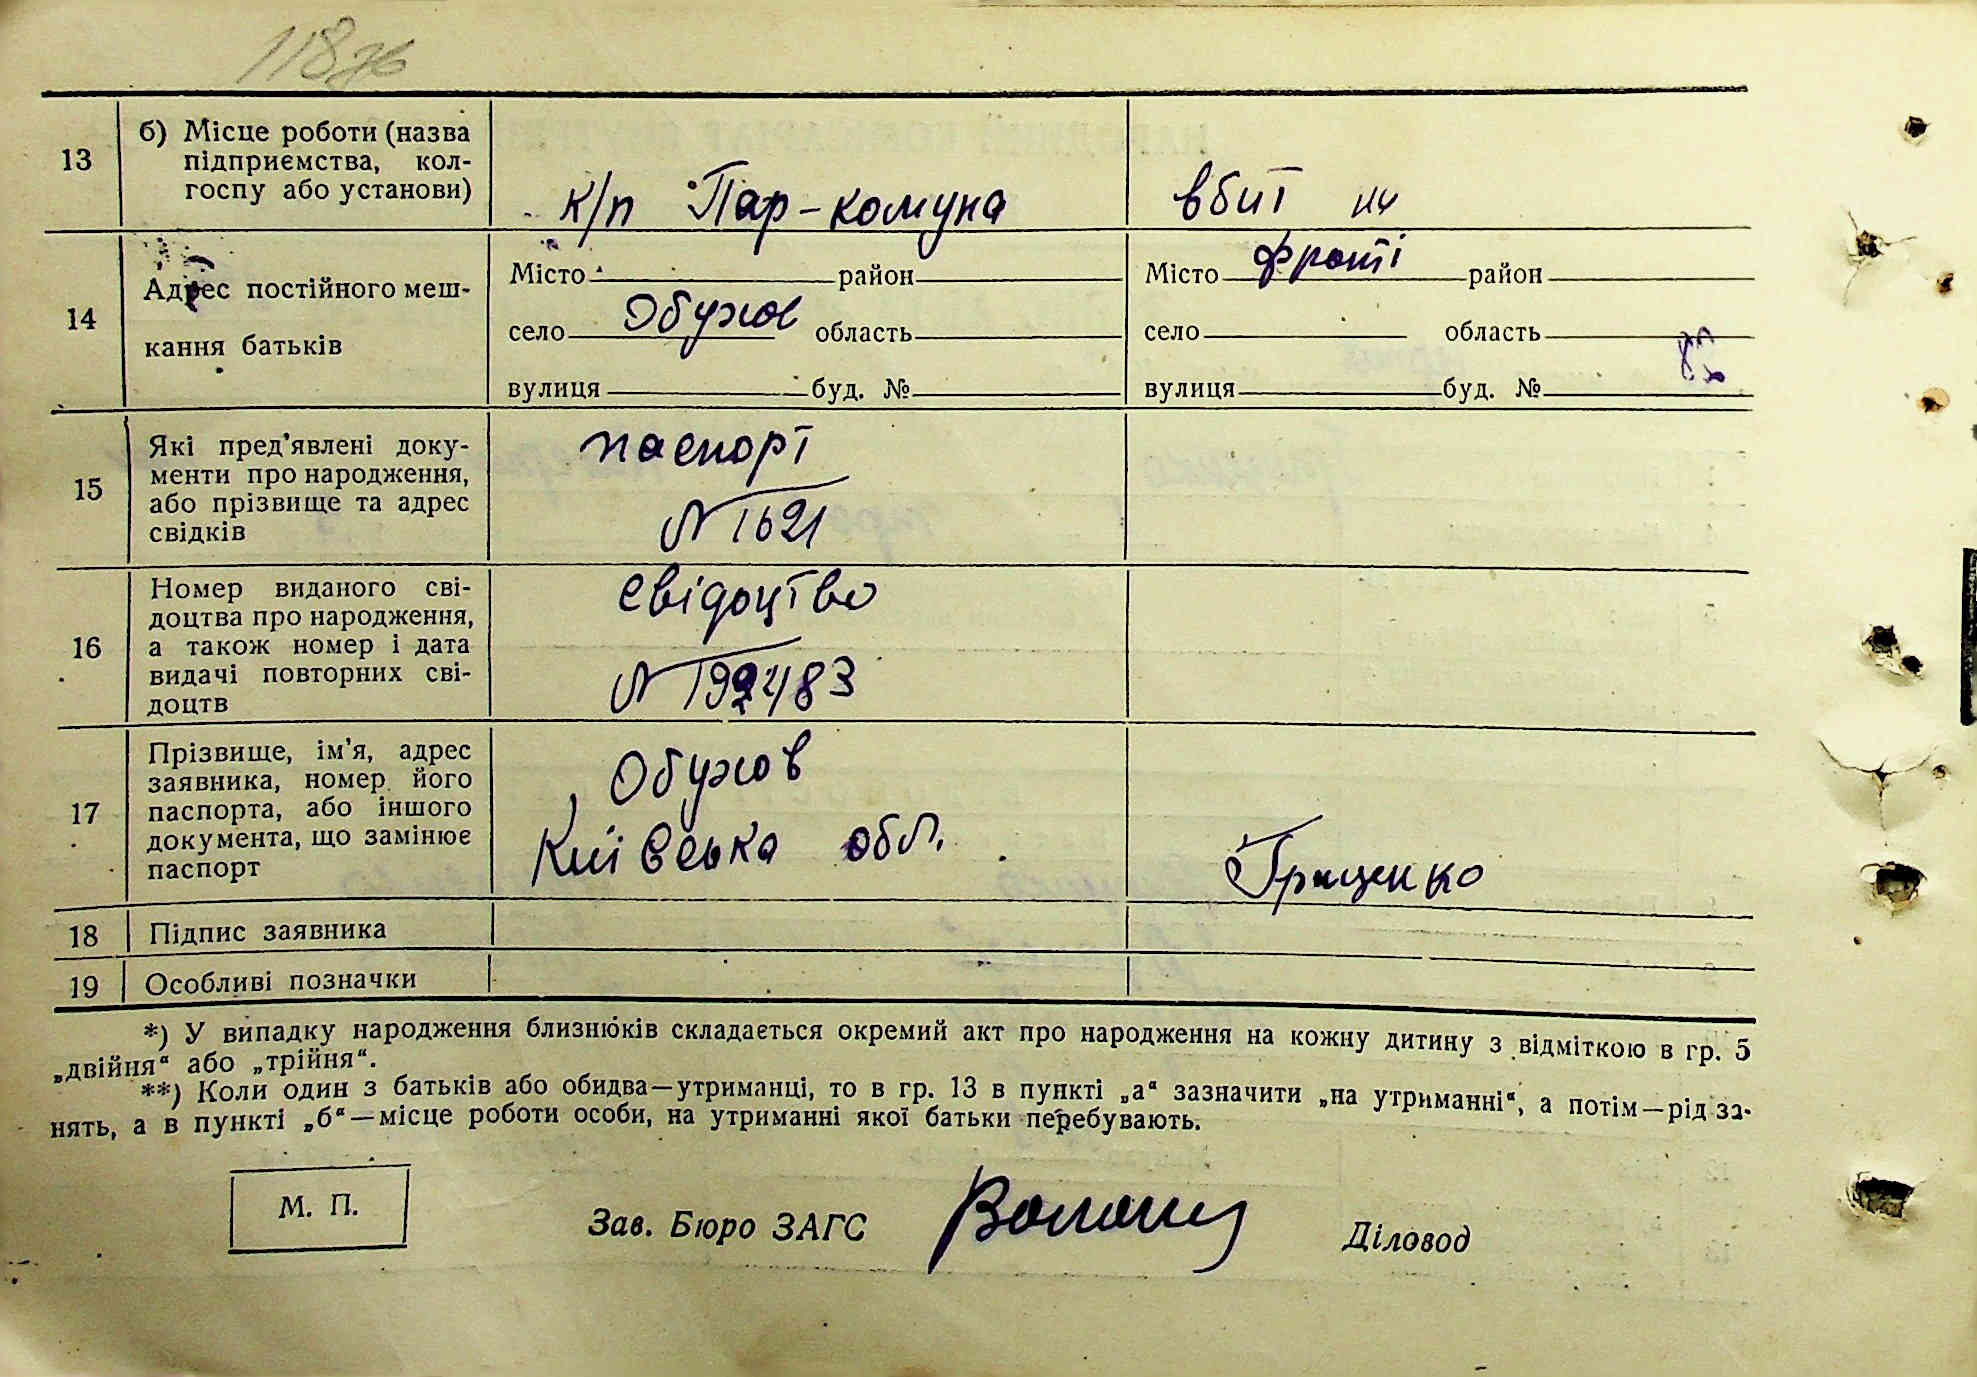 118
13
б) Місце роботи (назва
підприємства, кол-
госпу або установи)
к/п Пар-комуна
вбит на
14
Адрес постійного меш-
кання батьків
Місто район
село Обухов область
вулиця буд. №
Місто фронті район
село область
вулиця буд. №
15
Які пред'явлені доку-
менти про народження,
або прізвище та адрес
свідків
паспорт
№ 1621
16
Номер виданого сві-
доцтва про народження,
а також номер і дата
видачі повторних сві-
доцтв
свідоцтво
№ 192483
17
Прізвище, ім'я, адрес
заявника, номер його
паспорта, або іншого
документа, що замінює
паспорт
Обухов
Київська обл.
Грищенко
18
Підпис заявника
19
Особливі позначки
*) У випадку народження близнюків складається окремий акт про народження на кожну дитину з відміткою в гр. 5
„двійня“ або „трійня“.
**) Коли один з батьків або обидва—утриманці, то в гр. 13 в пункті „а“ зазначити „на утриманні“, а потім—рід за-
нять, а в пункті „б“—місце роботи особи, на утриманні якої батьки перебувають.
М. П.
Зав. Бюро ЗАГС
Діловод